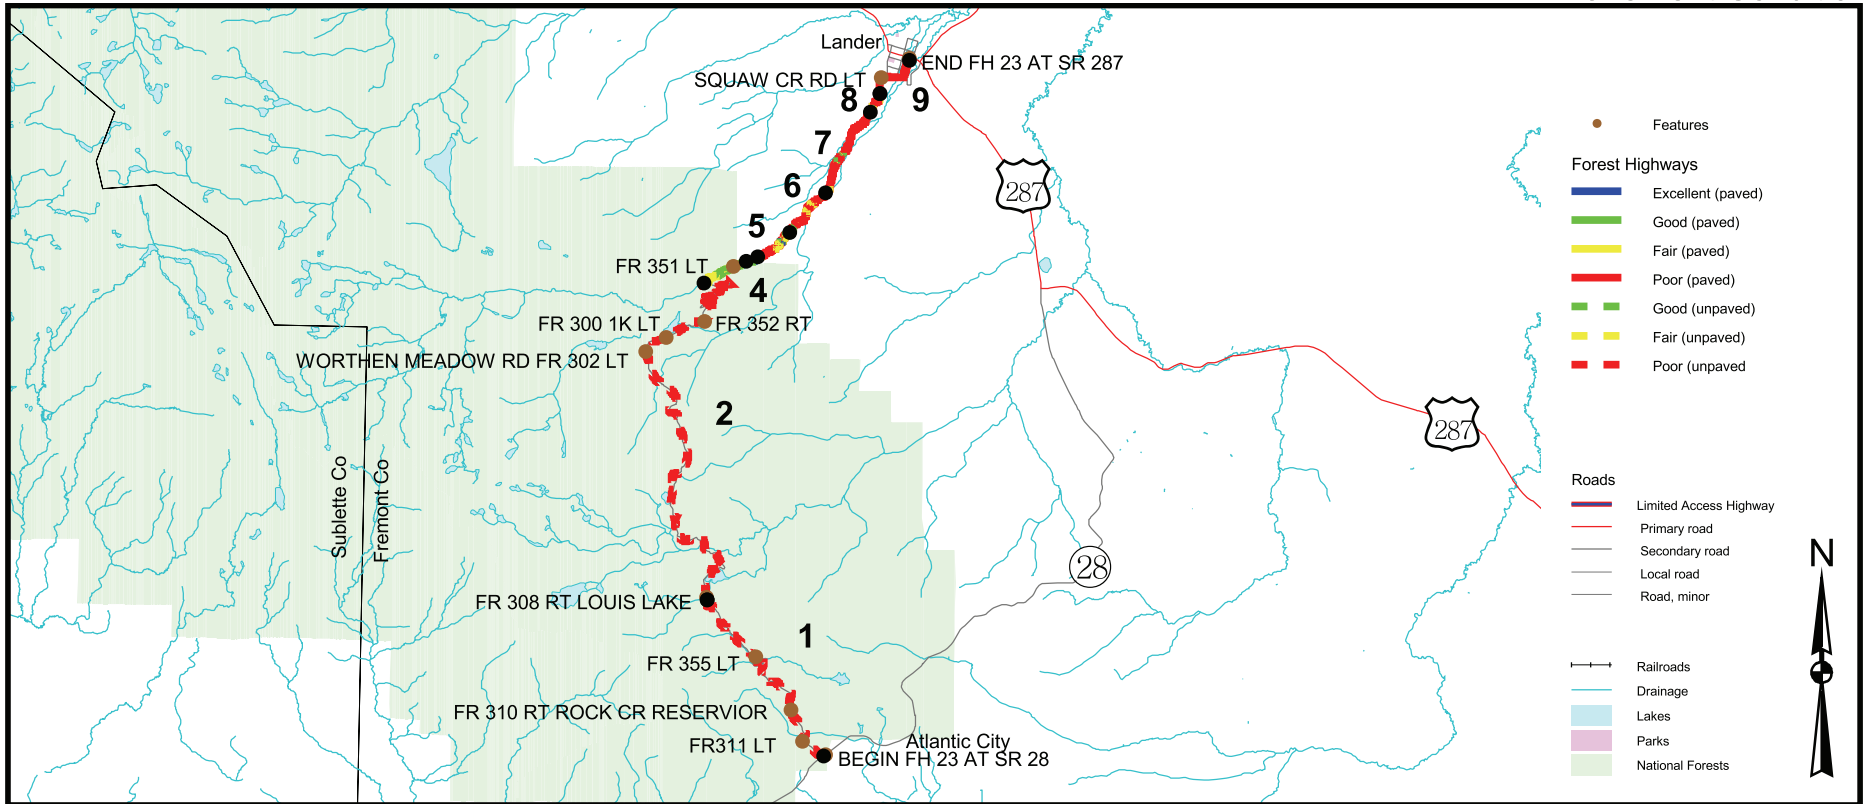 Lander
END FH 23 AT SR 287
SQUAW CR RD LT
8
9
7
6
5
FR 351 LT
4
FR 300 1K LT
FR 352 RT
WORTHEN MEADOW RD FR 302 LT
2
Sublette Co
Fremont Co
FR 308 RT LOUIS LAKE
1
FR 355 LT
FR 310 RT ROCK CR RESERVIOR
FR311 LT
Atlantic City
BEGIN FH 23 AT SR 28
287
287
28
Features
Forest Highways
Excellent (paved)
Good (paved)
Fair (paved)
Poor (paved)
Good (unpaved)
Fair (unpaved)
Poor (unpaved
Roads
Limited Access Highway
Primary road
Secondary road
Local road
Road, minor
Railroads
Drainage
Lakes
Parks
National Forests
N